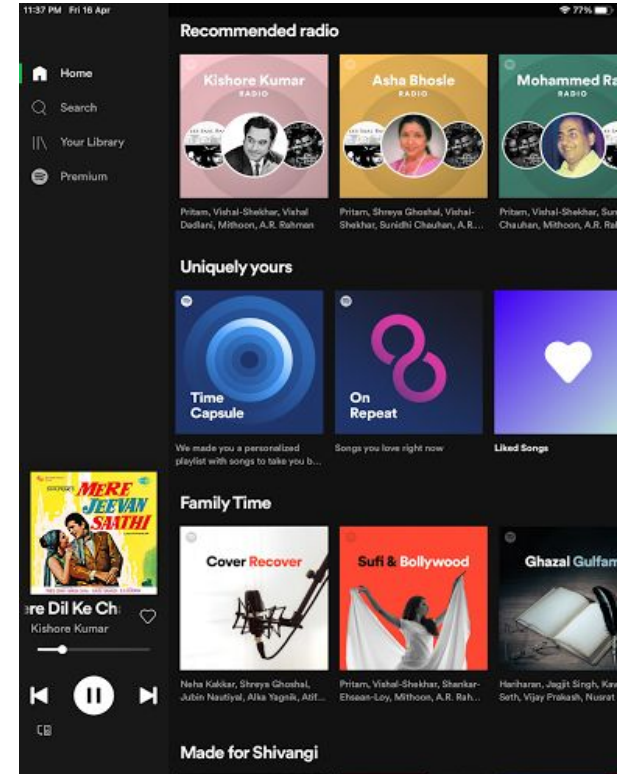 11:37 PM Fri 16 Apr
77%
Home
Search
Your Library
Premium
Recommended radio
Kishore Kumar
RADIO
Asha Bhosle
RADIO
Mohammed Ra
RADIO
Pritam, Vishal-Shekhar, Vishal
Dadlani, Mithoon, A.R. Rahman
Pritam, Shreya Ghoshal, Vishal-
Shekhar, Sunidhi Chauhan, A.R....
Pritam, Vishal-Shekhar, Sun
Chauhan, Mithoon, A.R. Ral
Uniquely yours
Time
Capsule
On
Repeat
We made you a personalized
playlist with songs to take you b...
Songs you love right now
Liked Songs
Family Time
Cover Recover
Sufi & Bollywood
Ghazal Gulfam
Neha Kakkar, Shreya Ghoshal,
Jubin Nautiyal, Alka Yagnik, Atif...
Pritam, Vishal-Shekhar, Shankar-
Ehsaan-Loy, Mithoon, A.R. Rah...
Hariharan, Jagjit Singh, Kav
Seth, Vijay Prakash, Nusrat
Made for Shivangi
MERE
JEEVAN
SAATHI
ere Dil Ke Ch
Kishore Kumar